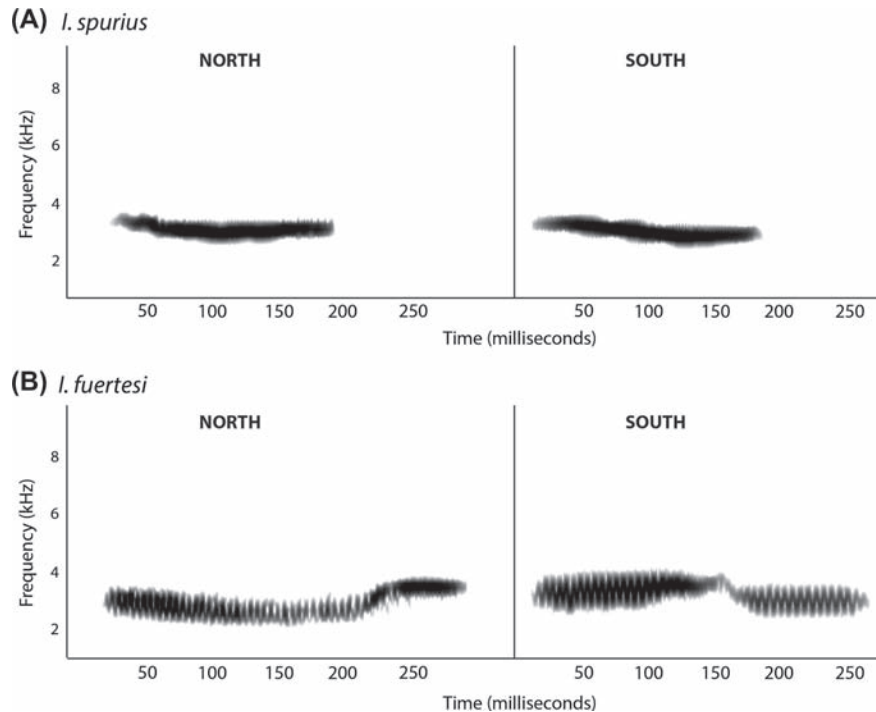 (A) I. spurius
NORTH SOUTH
8
6
4
2
Frequency (kHz)
50 100 150 200 250 50 100 150 200 250
Time (milliseconds)
(B) I. fuertesi
NORTH SOUTH
8
6
4
2
Frequency (kHz)
50 100 150 200 250 50 100 150 200 250
Time (milliseconds)